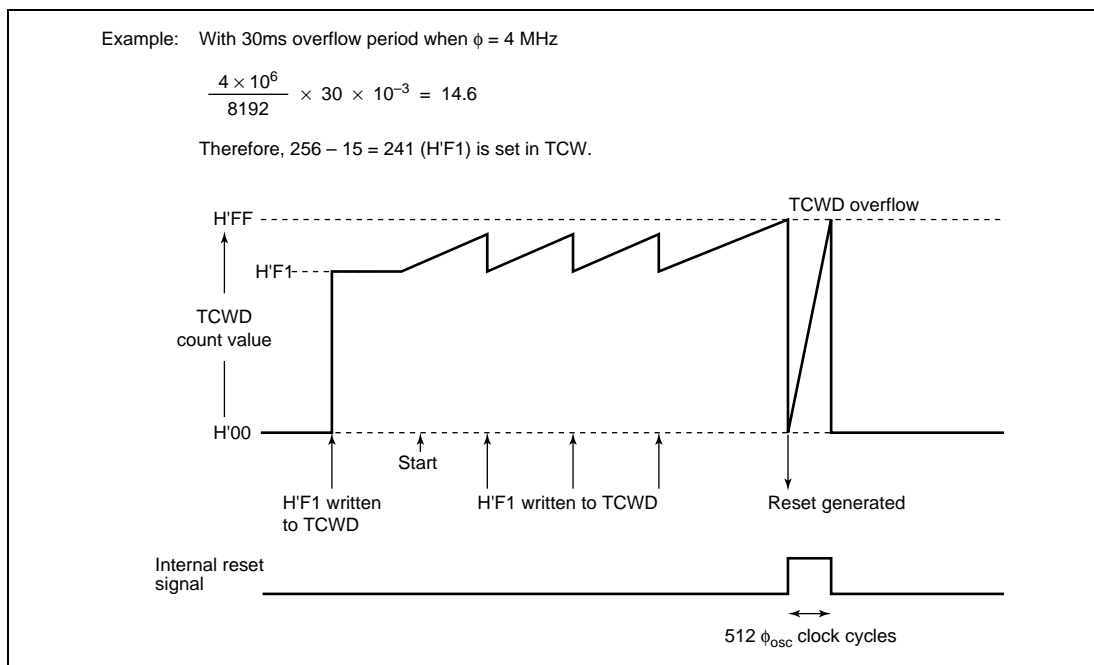 Example: With 30ms overflow period when ϕ = 4 MHz
4 × 10⁶
8192
× 30 × 10⁻³ = 14.6
Therefore, 256 – 15 = 241 (H'F1) is set in TCW.
TCWD overflow
H'FF
H'F1
TCWD
count value
H'00
Start
H'F1 written
to TCWD
H'F1 written to TCWD
Reset generated
Internal reset
signal
512 ϕosc clock cycles